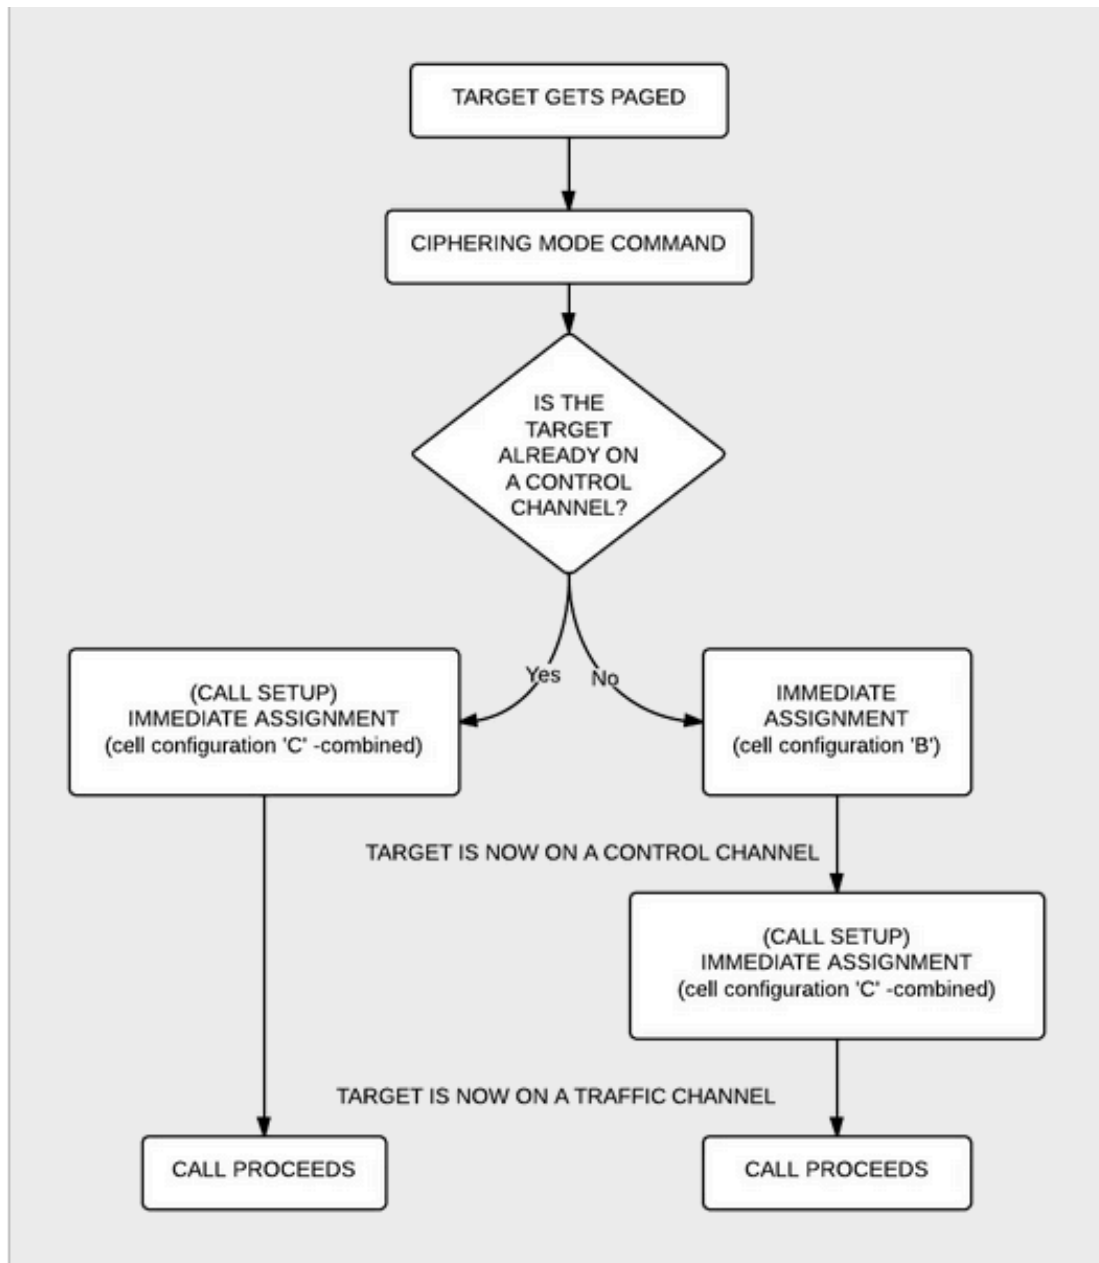 TARGET GETS PAGED
CIPHERING MODE COMMAND
IS THE
TARGET
ALREADY ON
A CONTROL
CHANNEL?
Yes
No
(CALL SETUP)
IMMEDIATE ASSIGNMENT
(cell configuration 'C' -combined)
IMMEDIATE
ASSIGNMENT
(cell configuration 'B')
TARGET IS NOW ON A CONTROL CHANNEL
(CALL SETUP)
IMMEDIATE ASSIGNMENT
(cell configuration 'C' -combined)
TARGET IS NOW ON A TRAFFIC CHANNEL
CALL PROCEEDS
CALL PROCEEDS